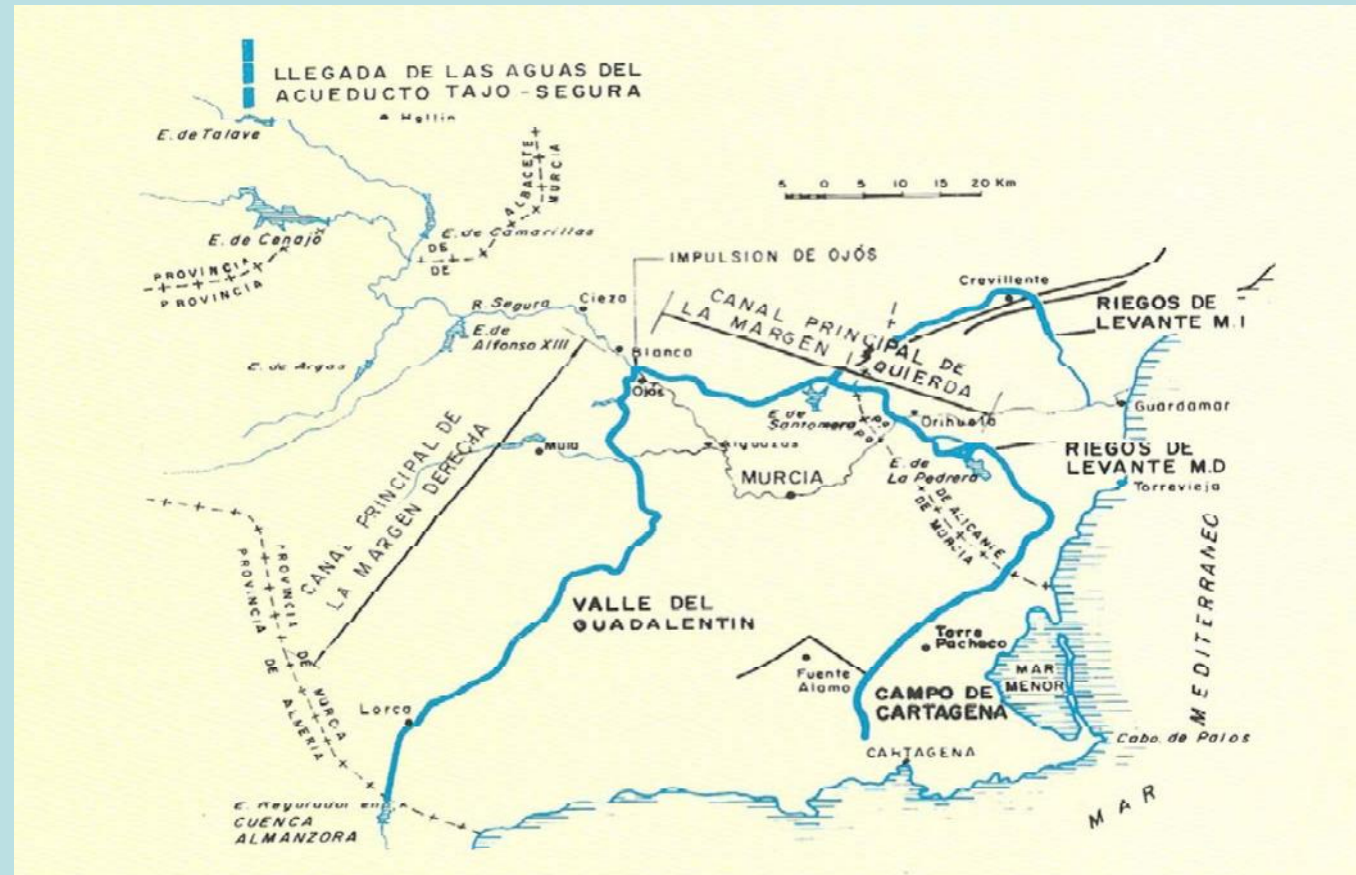 LLEGADA DE LAS AGUAS DEL
ACUEDUCTO TAJO - SEGURA
Hellin
E. de Talave
ALBACETE
MURCIA
5 0 5 10 15 20 Km
E. de Cenajo
E. de Camarillas
DE
DE
PROVINCIA
PROVINCIA
IMPULSION DE OJÓS
Crevillente
R. Segura
Cieza
CANAL PRINCIPAL DE
LA MARGEN IZQUIERDA
RIEGOS DE
LEVANTE M.I
E. de
Alfonso XIII
Blanca
E. de Argos
Ojós
E. de
Santomera
Orihuela
Guardamar
CANAL PRINCIPAL DE
LA MARGEN DERECHA
Mula
Alguazas
MURCIA
RIEGOS DE
LEVANTE M.D
E. de
La Pedrera
Torrevieja
DE ALICANTE
DE MURCIA
PROVINCIA DE MURCIA
PROVINCIA DE ALMERIA
VALLE DEL
GUADALENTIN
Torre
Pacheco
Fuente
Alamo
MAR
MENOR
CAMPO DE
CARTAGENA
Lorca
CARTAGENA
Cabo. de Palos
MAR
MEDITERRANEO
E. Regulador en
CUENCA
ALMANZORA